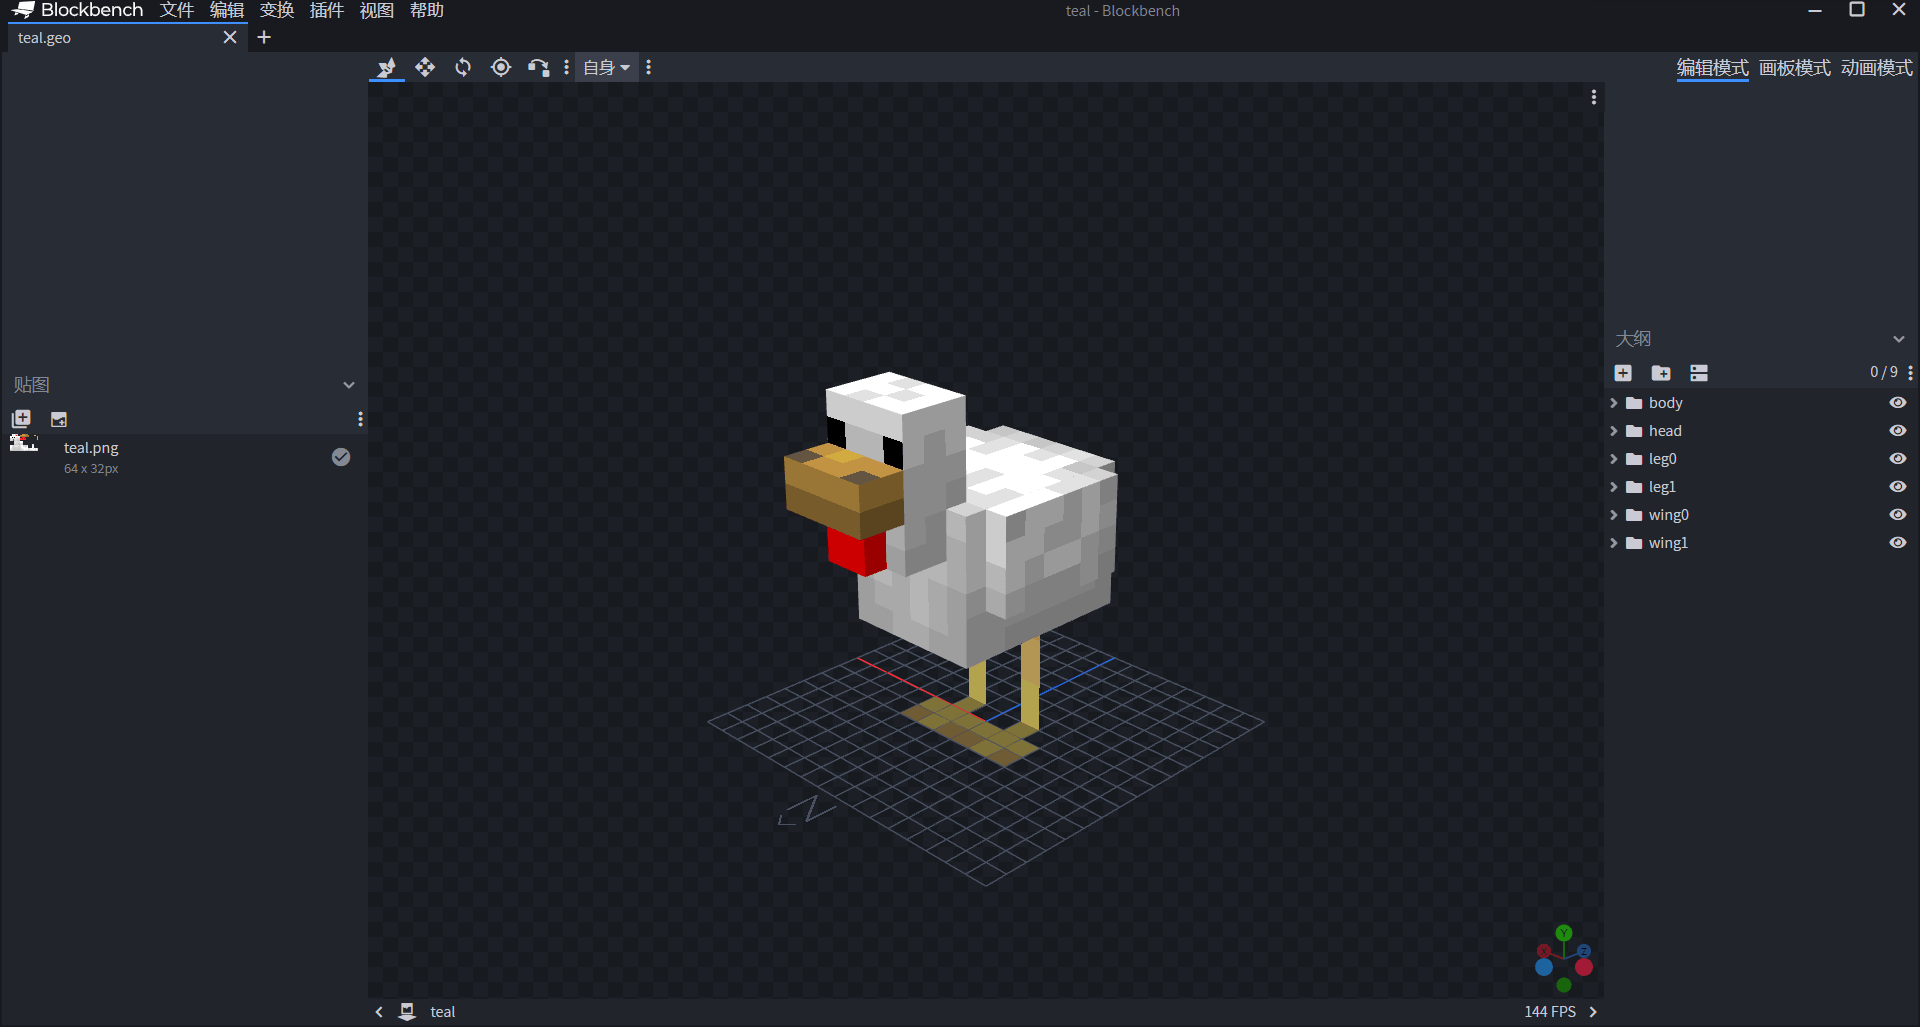 Blockbench 文件 编辑 变换 插件 视图 帮助 teal - Blockbench
teal.geo
自身
编辑模式 画板模式 动画模式
贴图
teal.png
64 x 32px
大纲
0 / 9
body
head
leg0
leg1
wing0
wing1
Y
Z
teal
144 FPS